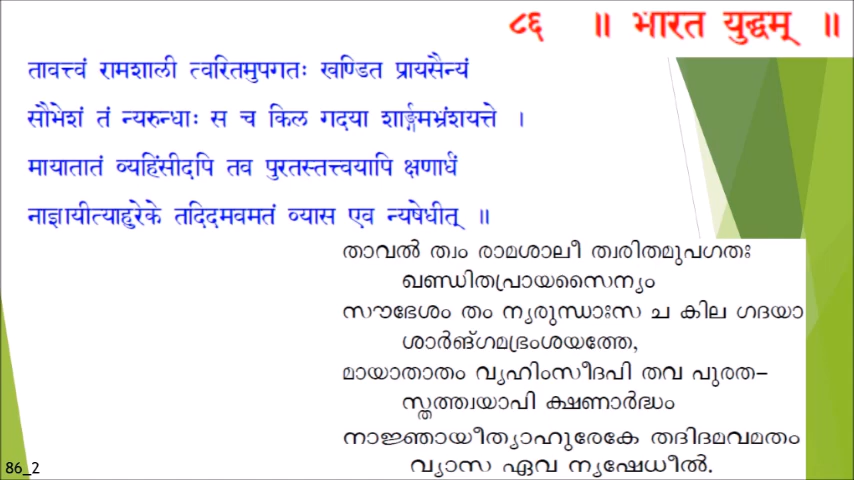 ८६ ॥ भारत युद्धम् ॥
तावत्त्वं रामशाली त्वरितमुपगतः खण्डित प्रायसैन्यं
सौभेशं तं न्यरुन्धाः स च किल गदया शार्ङ्गमभ्रंशयत्ते ।
मायातातं व्यहिंसीदपि तव पुरतस्तत्त्वयापि क्षणार्धं
नाज्ञायीत्याहुरेके तदिदमवमतं व्यास एव न्यषेधीत् ॥
താവൽ ത്വം രാമശാലീ ത്വരിതമുപഗതഃ
ഖണ്ഡിതപ്രായസൈന്യം
സൗഭേശം തം ന്യരുന്ധാഃസ ച കില ഗദയാ
ശാർങ്ഗമഭ്രംശയത്തേ,
മായാതാതം വ്യഹിംസീദപി തവ പുരത–
സ്തത്ത്വയാപി ക്ഷണാർദ്ധം
നാജ്ഞായീത്യാഹുരേകേ തദിദമവമതം
വ്യാസ ഏവ ന്യഷേധീൽ.
86_2